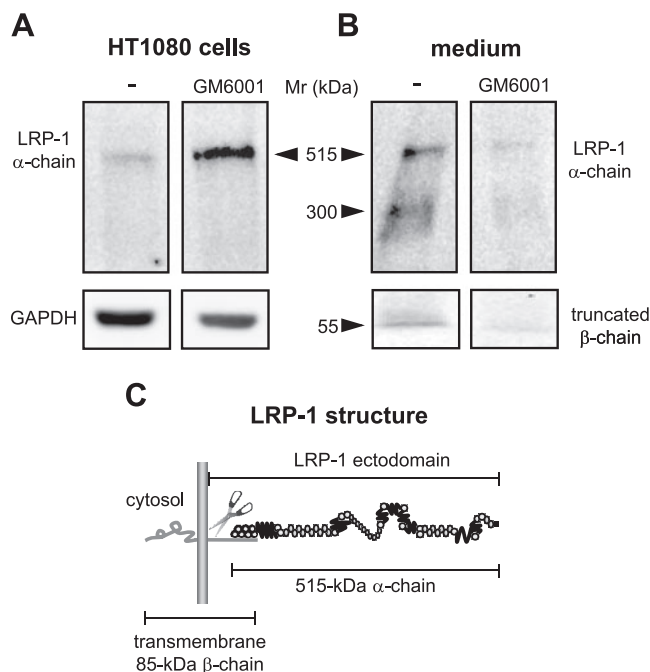 A
HT1080 cells
- GM6001
LRP-1
α-chain
GAPDH
Mr (kDa)
515
300
55
B
medium
- GM6001
LRP-1
α-chain
truncated
β-chain
C
LRP-1 structure
LRP-1 ectodomain
cytosol
515-kDa α-chain
transmembrane
85-kDa β-chain